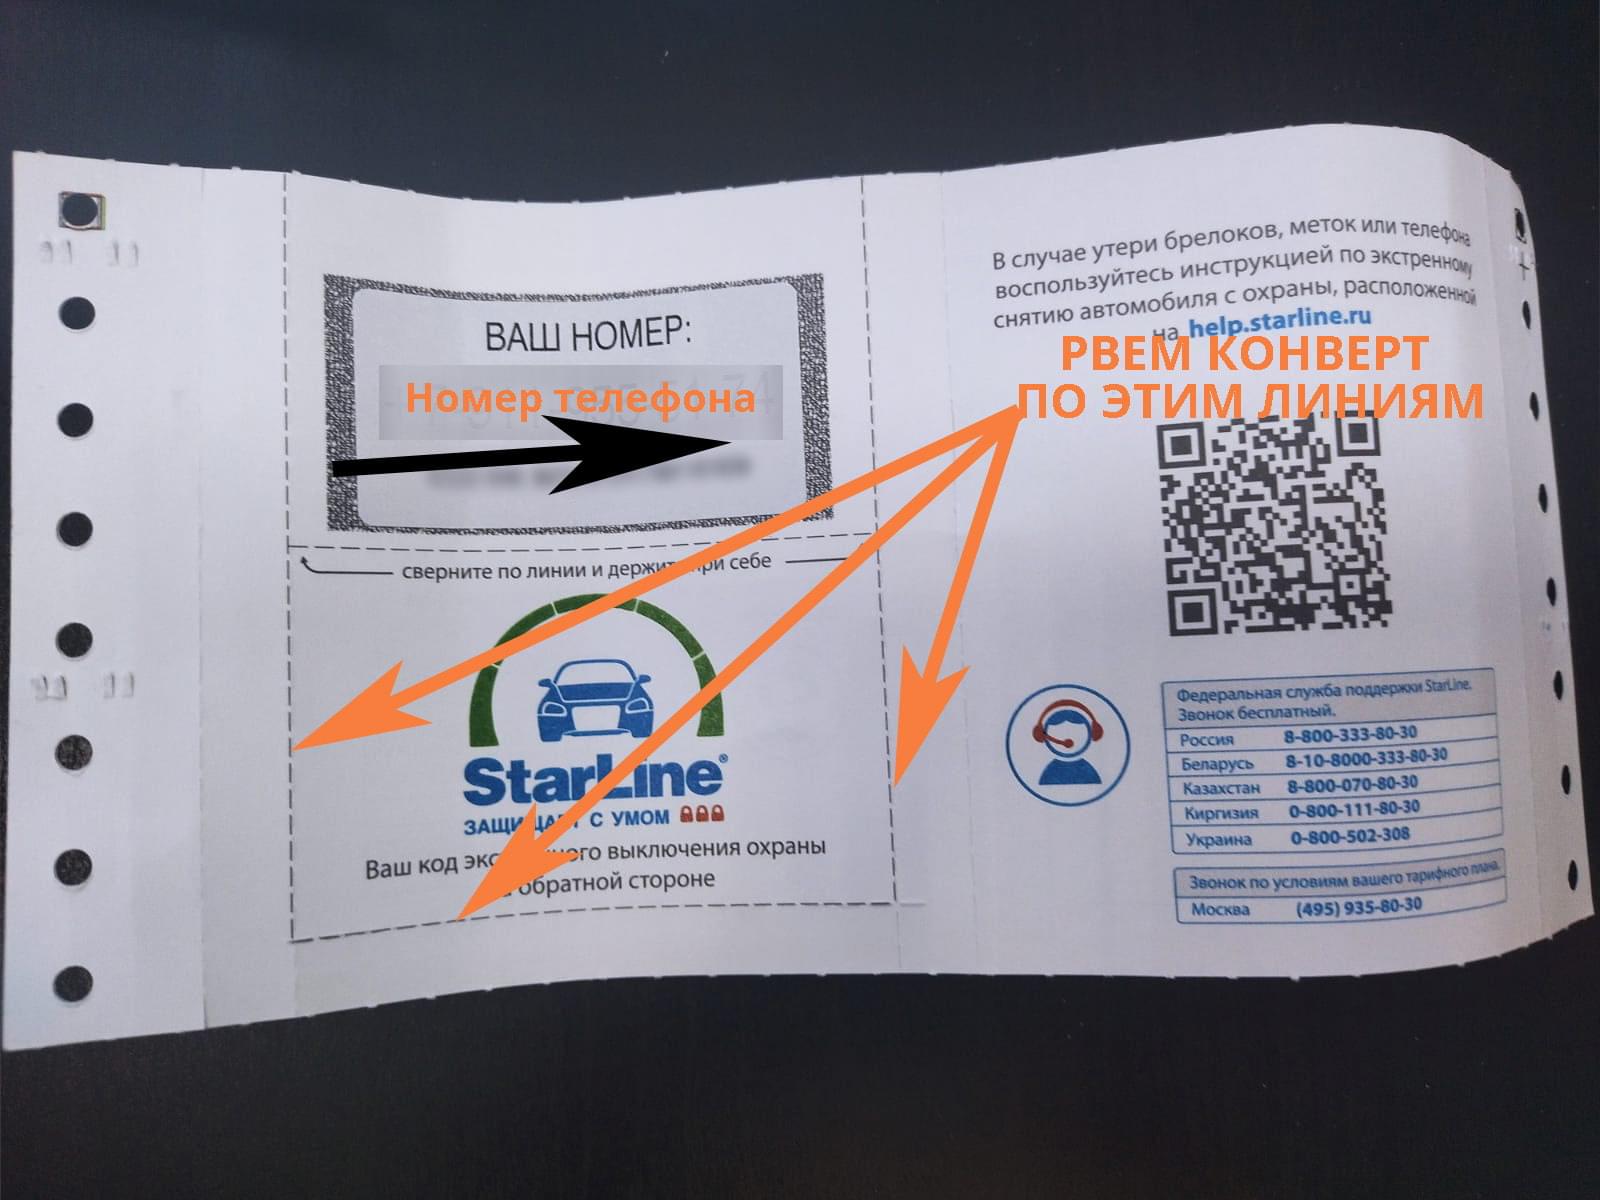 ВАШ НОМЕР:
Номер телефона
сверните по линии и держите при себе
StarLine®
ЗАЩИЩАЕТ С УМОМ
Ваш код экстренного выключения охраны
обратной стороне
В случае утери брелоков, меток или телефона
воспользуйтесь инструкцией по экстренному
снятию автомобиля с охраны, расположенной
на help.starline.ru
РВЕМ КОНВЕРТ
ПО ЭТИМ ЛИНИЯМ
Федеральная служба поддержки StarLine.
Звонок бесплатный.
Россия 8-800-333-80-30
Беларусь 8-10-8000-333-80-30
Казахстан 8-800-070-80-30
Киргизия 0-800-111-80-30
Украина 0-800-502-308
Звонок по условиям вашего тарифного плана.
Москва (495) 935-80-30